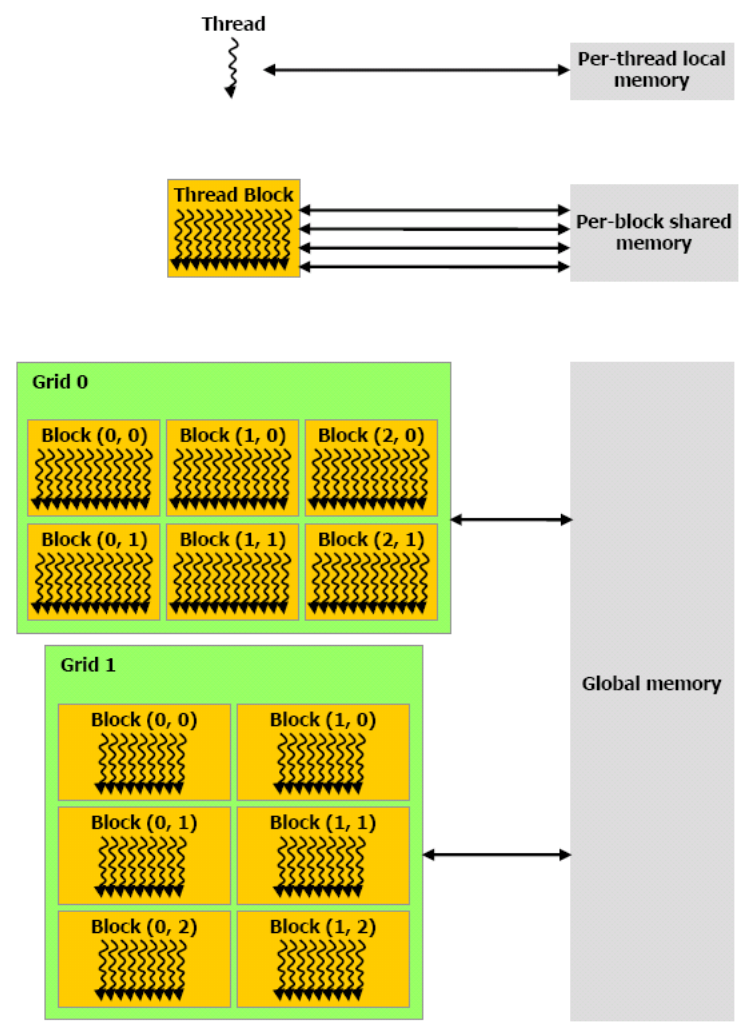 Thread
Per-thread local
memory
Thread Block
Per-block shared
memory
Grid 0
Block (0, 0)
Block (1, 0)
Block (2, 0)
Block (0, 1)
Block (1, 1)
Block (2, 1)
Grid 1
Block (0, 0)
Block (1, 0)
Block (0, 1)
Block (1, 1)
Block (0, 2)
Block (1, 2)
Global memory